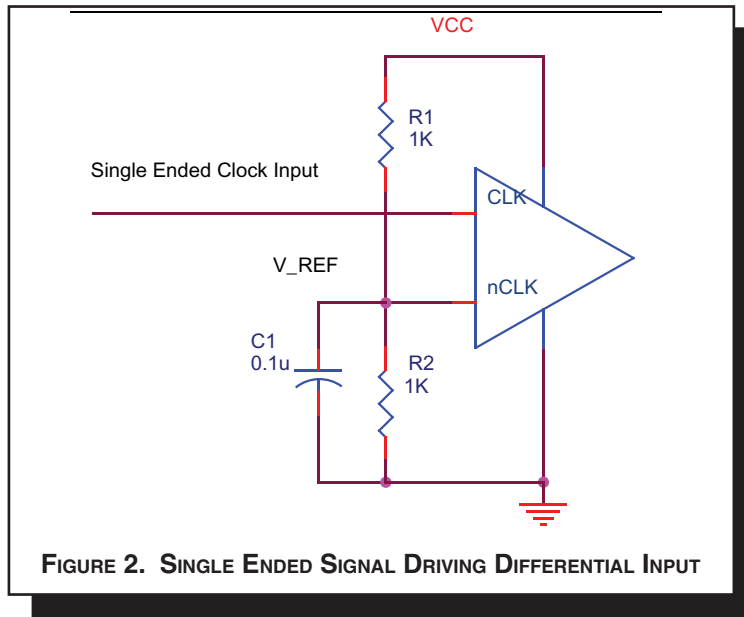 VCC
R1
1K
Single Ended Clock Input
CLK
V_REF
nCLK
C1
0.1u
R2
1K
FIGURE 2. SINGLE ENDED SIGNAL DRIVING DIFFERENTIAL INPUT